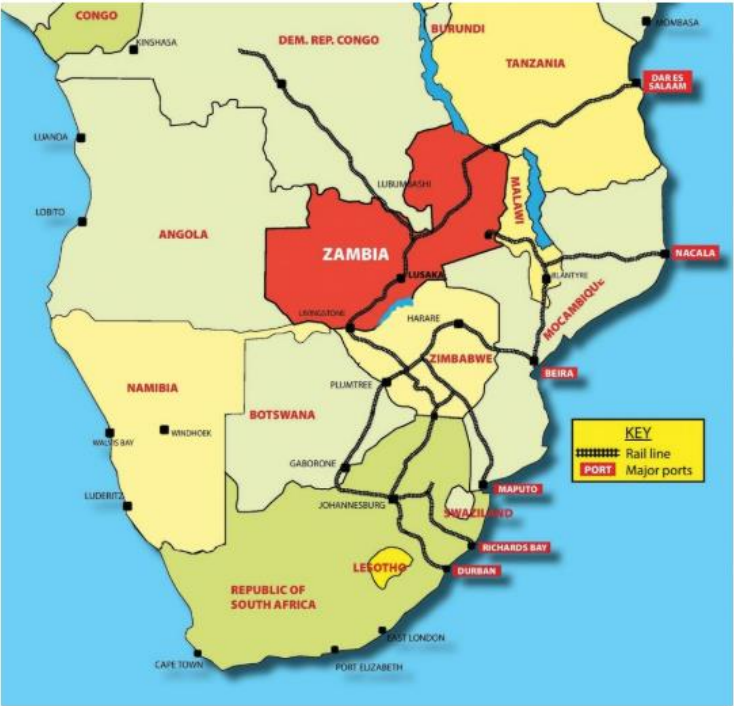 CONGO
KINSHASA
DEM. REP. CONGO
BURUNDI
MOMBASA
TANZANIA
DAR ES
SALAAM
LUANDA
LUBUMBASHI
MALAWI
LOBITO
ANGOLA
ZAMBIA
NACALA
LUSAKA
BLANTYRE
LIVINGSTONE
HARARE
MOCAMBIQUE
ZIMBABWE
BEIRA
NAMIBIA
PLUMTREE
BOTSWANA
WALVIS BAY
WINDHOEK
KEY
Rail line
PORT
Major ports
GABORONE
LUDERITZ
JOHANNESBURG
MAPUTO
SWAZILAND
RICHARDS BAY
LESOTHO
DURBAN
REPUBLIC OF
SOUTH AFRICA
EAST LONDON
CAPE TOWN
PORT ELIZABETH